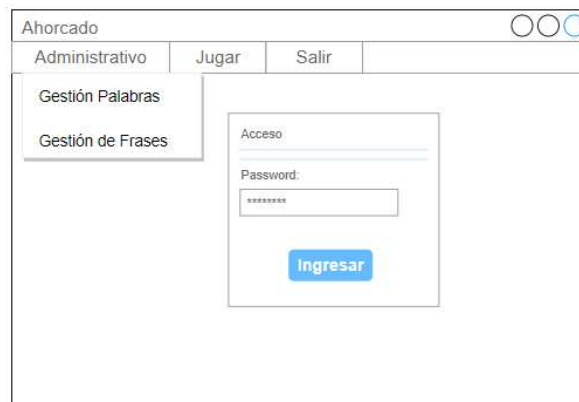 Ahorcado
Administrativo Jugar Salir
Gestión Palabras
Gestión de Frases
Acceso
Password:
********
Ingresar